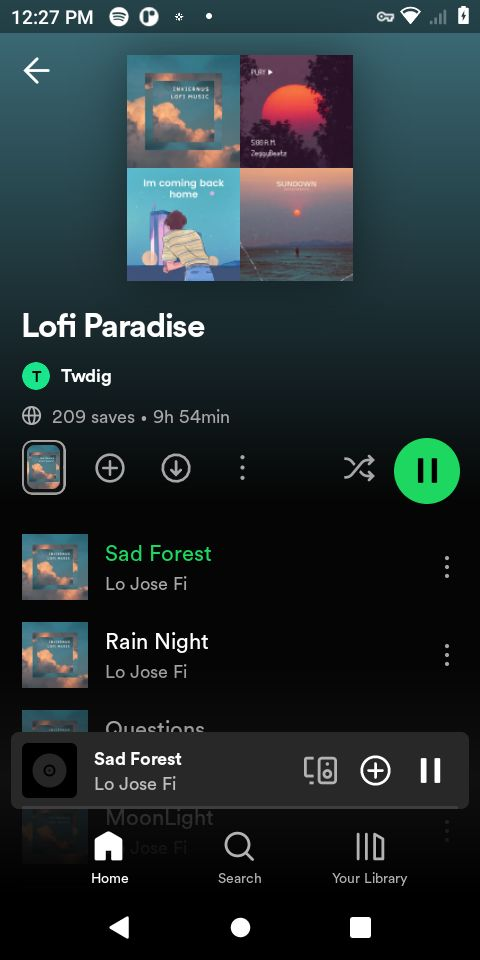 12:27 PM
INKIERNUS
LOFI MUSIC
PLAY ▶
5:00 A.M.
ZeggyBeatz
Im coming back
home
SUNDOWN
Lofi Paradise
T Twdig
209 saves • 9h 54min
Sad Forest
Lo Jose Fi
Rain Night
Lo Jose Fi
Questions
Sad Forest
Lo Jose Fi
MoonLight
Jose Fi
Home
Search
Your Library